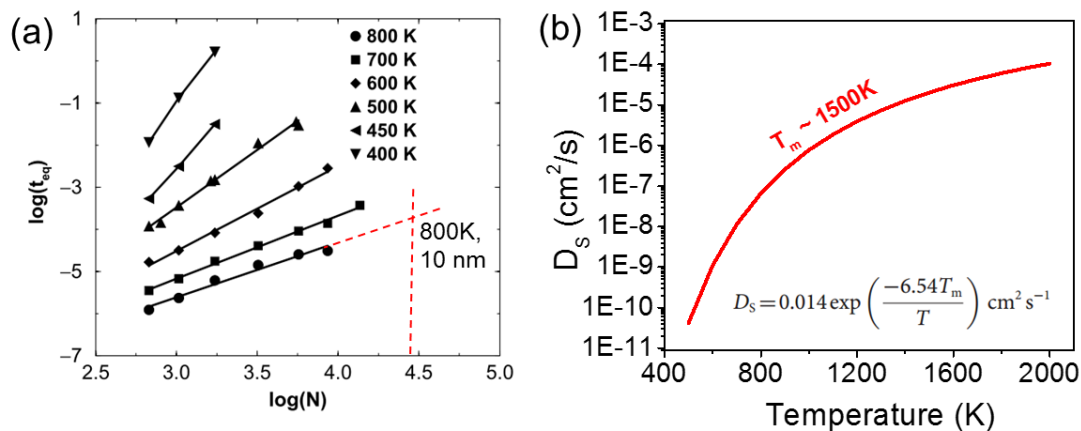 (a)
log(t_eq)
1
−1
−3
−5
−7
2.5 3.0 3.5 4.0 4.5 5.0
log(N)
800 K
700 K
600 K
500 K
450 K
400 K
800K,
10 nm
(b)
D_S (cm²/s)
1E-3
1E-4
1E-5
1E-6
1E-7
1E-8
1E-9
1E-10
1E-11
400 800 1200 1600 2000
Temperature (K)
T_m ~ 1500K
D_S = 0.014 exp (−6.54T_m / T) cm² s⁻¹